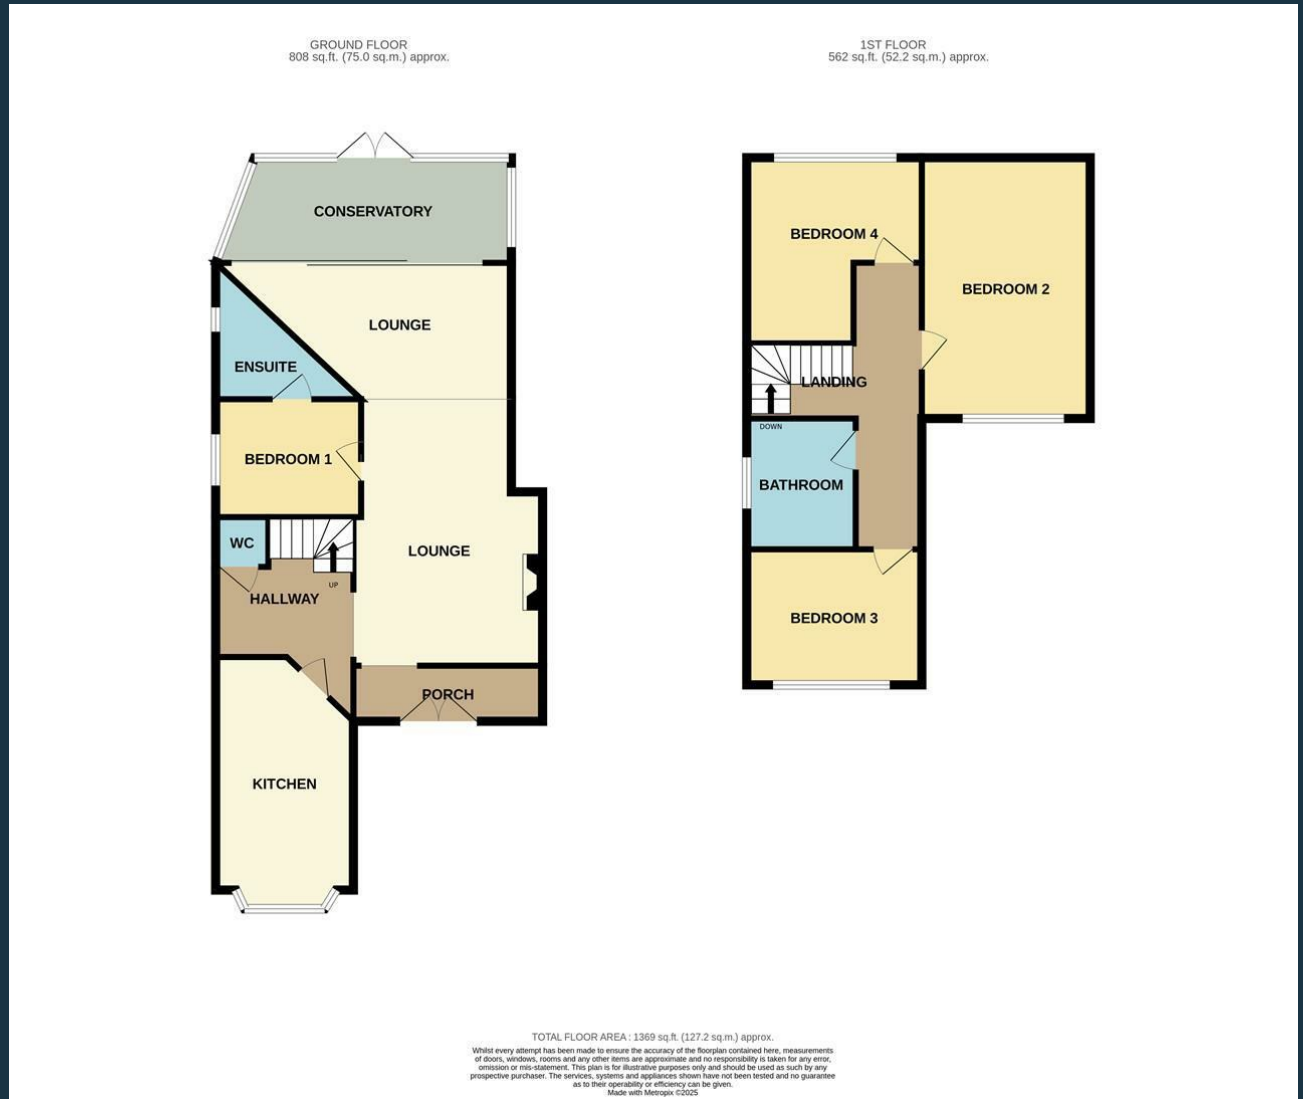 GROUND FLOOR
808 sq.ft. (75.0 sq.m.) approx.
1ST FLOOR
562 sq.ft. (52.2 sq.m.) approx.
CONSERVATORY
LOUNGE
ENSUITE
BEDROOM 1
WC
LOUNGE
UP
HALLWAY
PORCH
KITCHEN
BEDROOM 4
BEDROOM 2
LANDING
DOWN
BATHROOM
BEDROOM 3
TOTAL FLOOR AREA : 1369 sq.ft. (127.2 sq.m.) approx.
Whilst every attempt has been made to ensure the accuracy of the floorplan contained here, measurements
of doors, windows, rooms and any other items are approximate and no responsibility is taken for any error,
omission or mis-statement. This plan is for illustrative purposes only and should be used as such by any
prospective purchaser. The services, systems and appliances shown have not been tested and no guarantee
as to their operability or efficiency can be given.
Made with Metropix ©2025